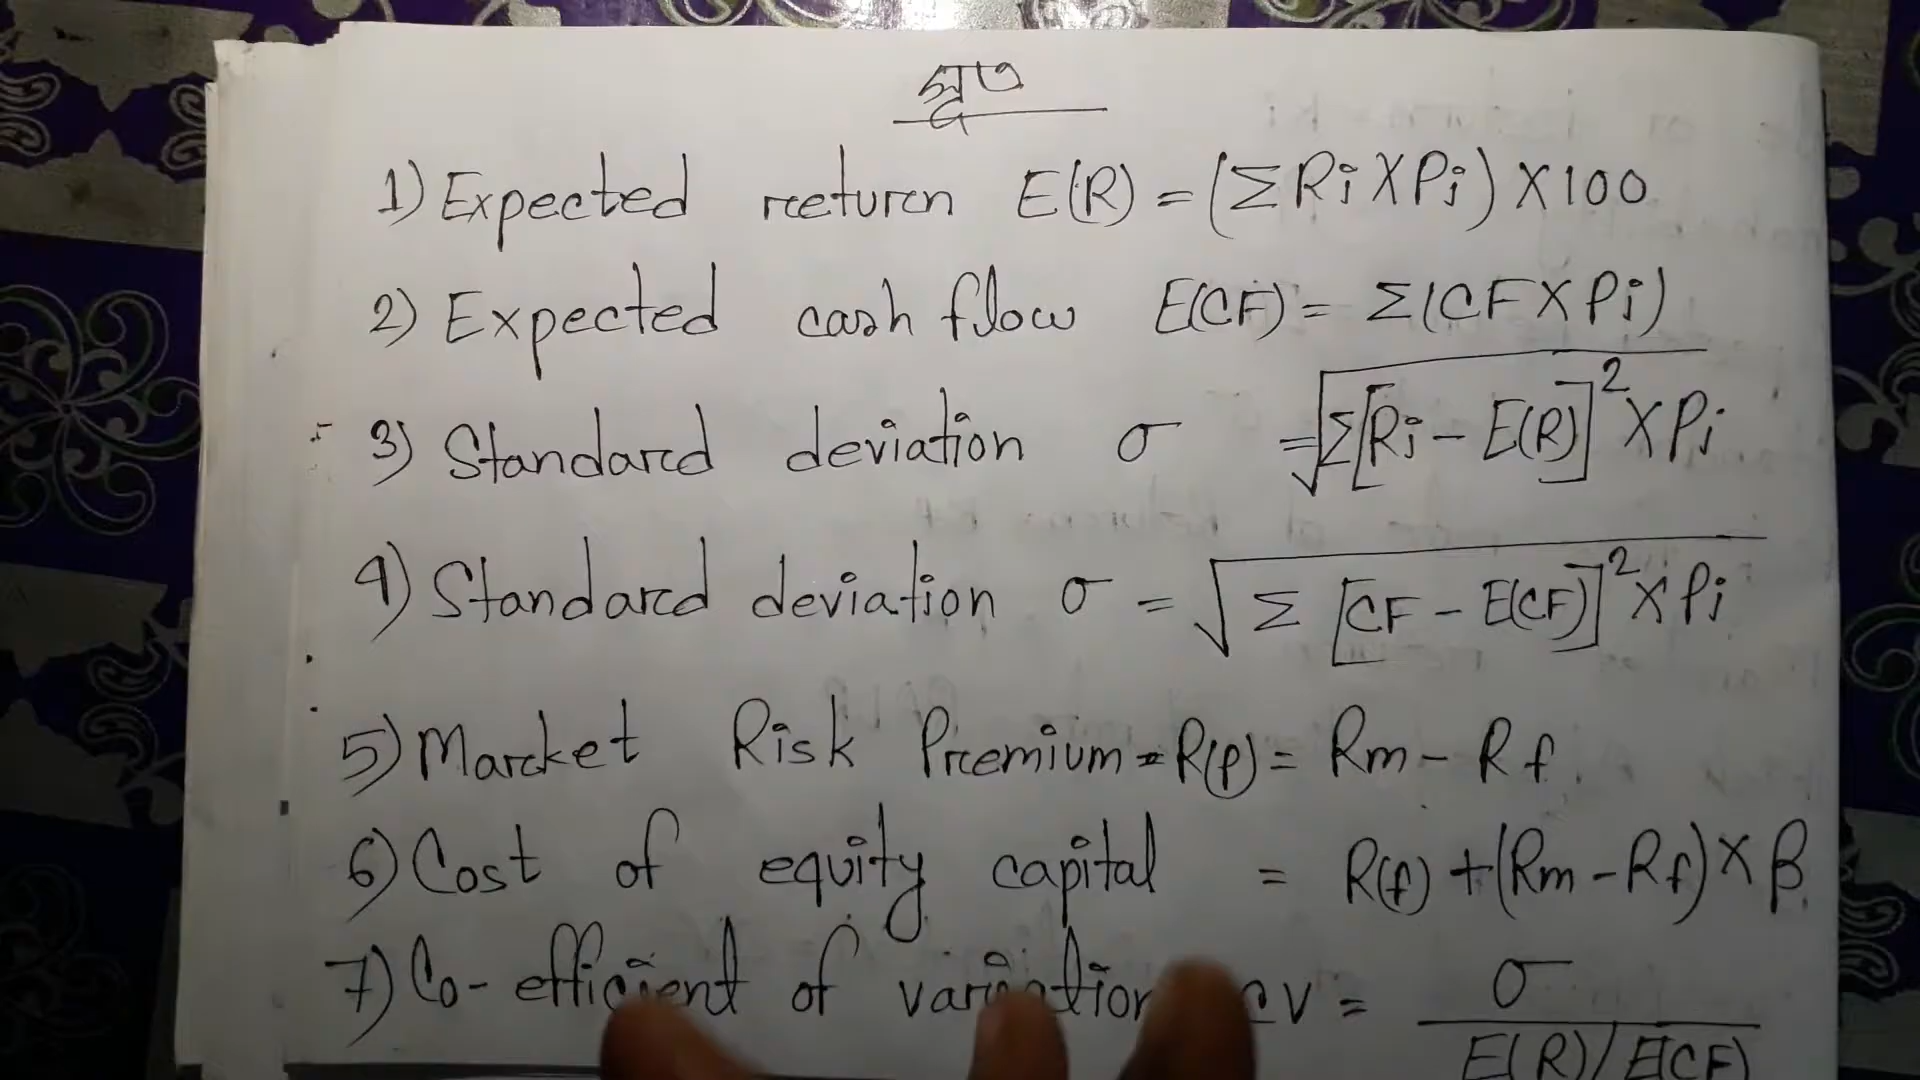 সূত্র
1) Expected return E(R) = (Σ Ri X Pi) X 100
2) Expected cash flow E(CF) = Σ (CF X Pi)
3) Standard deviation σ = √Σ[Ri - E(R)]² X Pi
4) Standard deviation σ = √Σ [CF - E(CF)]² X Pi
5) Market Risk Premium = R(P) = Rm - Rf
6) Cost of equity capital = R(f) + (Rm - Rf) X β
7) Co-efficient of variation CV = σ / E(R)/E(CF)